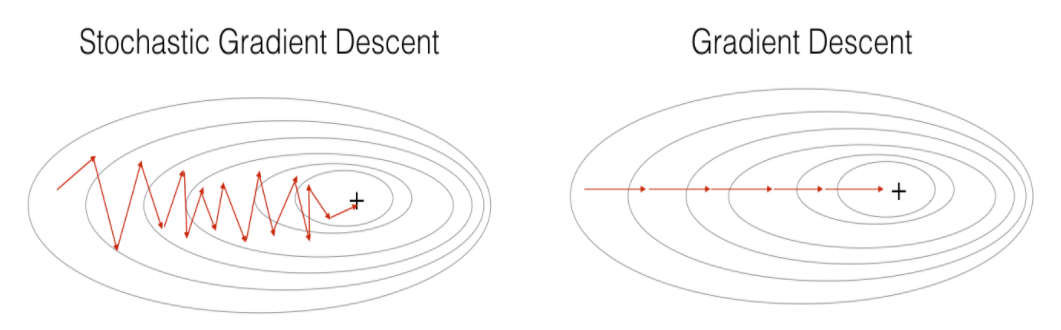 Stochastic Gradient Descent
Gradient Descent
+
+